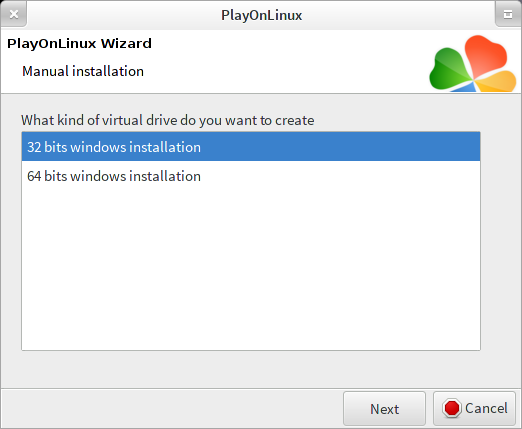 PlayOnLinux
PlayOnLinux Wizard
Manual installation
What kind of virtual drive do you want to create
32 bits windows installation
64 bits windows installation
Next
Cancel